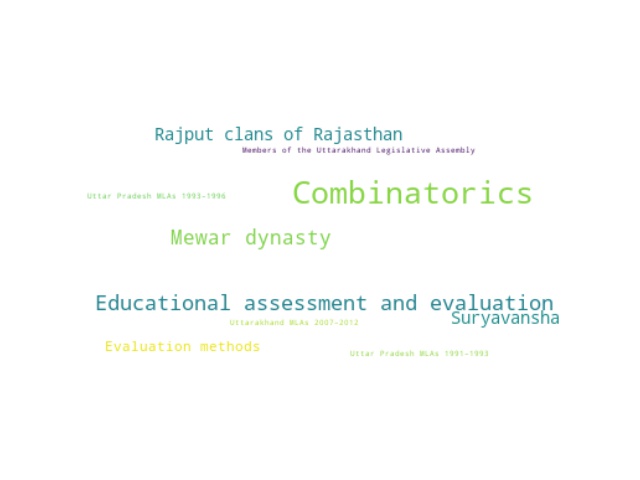 Rajput clans of Rajasthan
Members of the Uttarakhand Legislative Assembly
Combinatorics
Uttar Pradesh MLAs 1993–1996
Mewar dynasty
Educational assessment and evaluation
Suryavansha
Uttarakhand MLAs 2007–2012
Evaluation methods
Uttar Pradesh MLAs 1991–1993